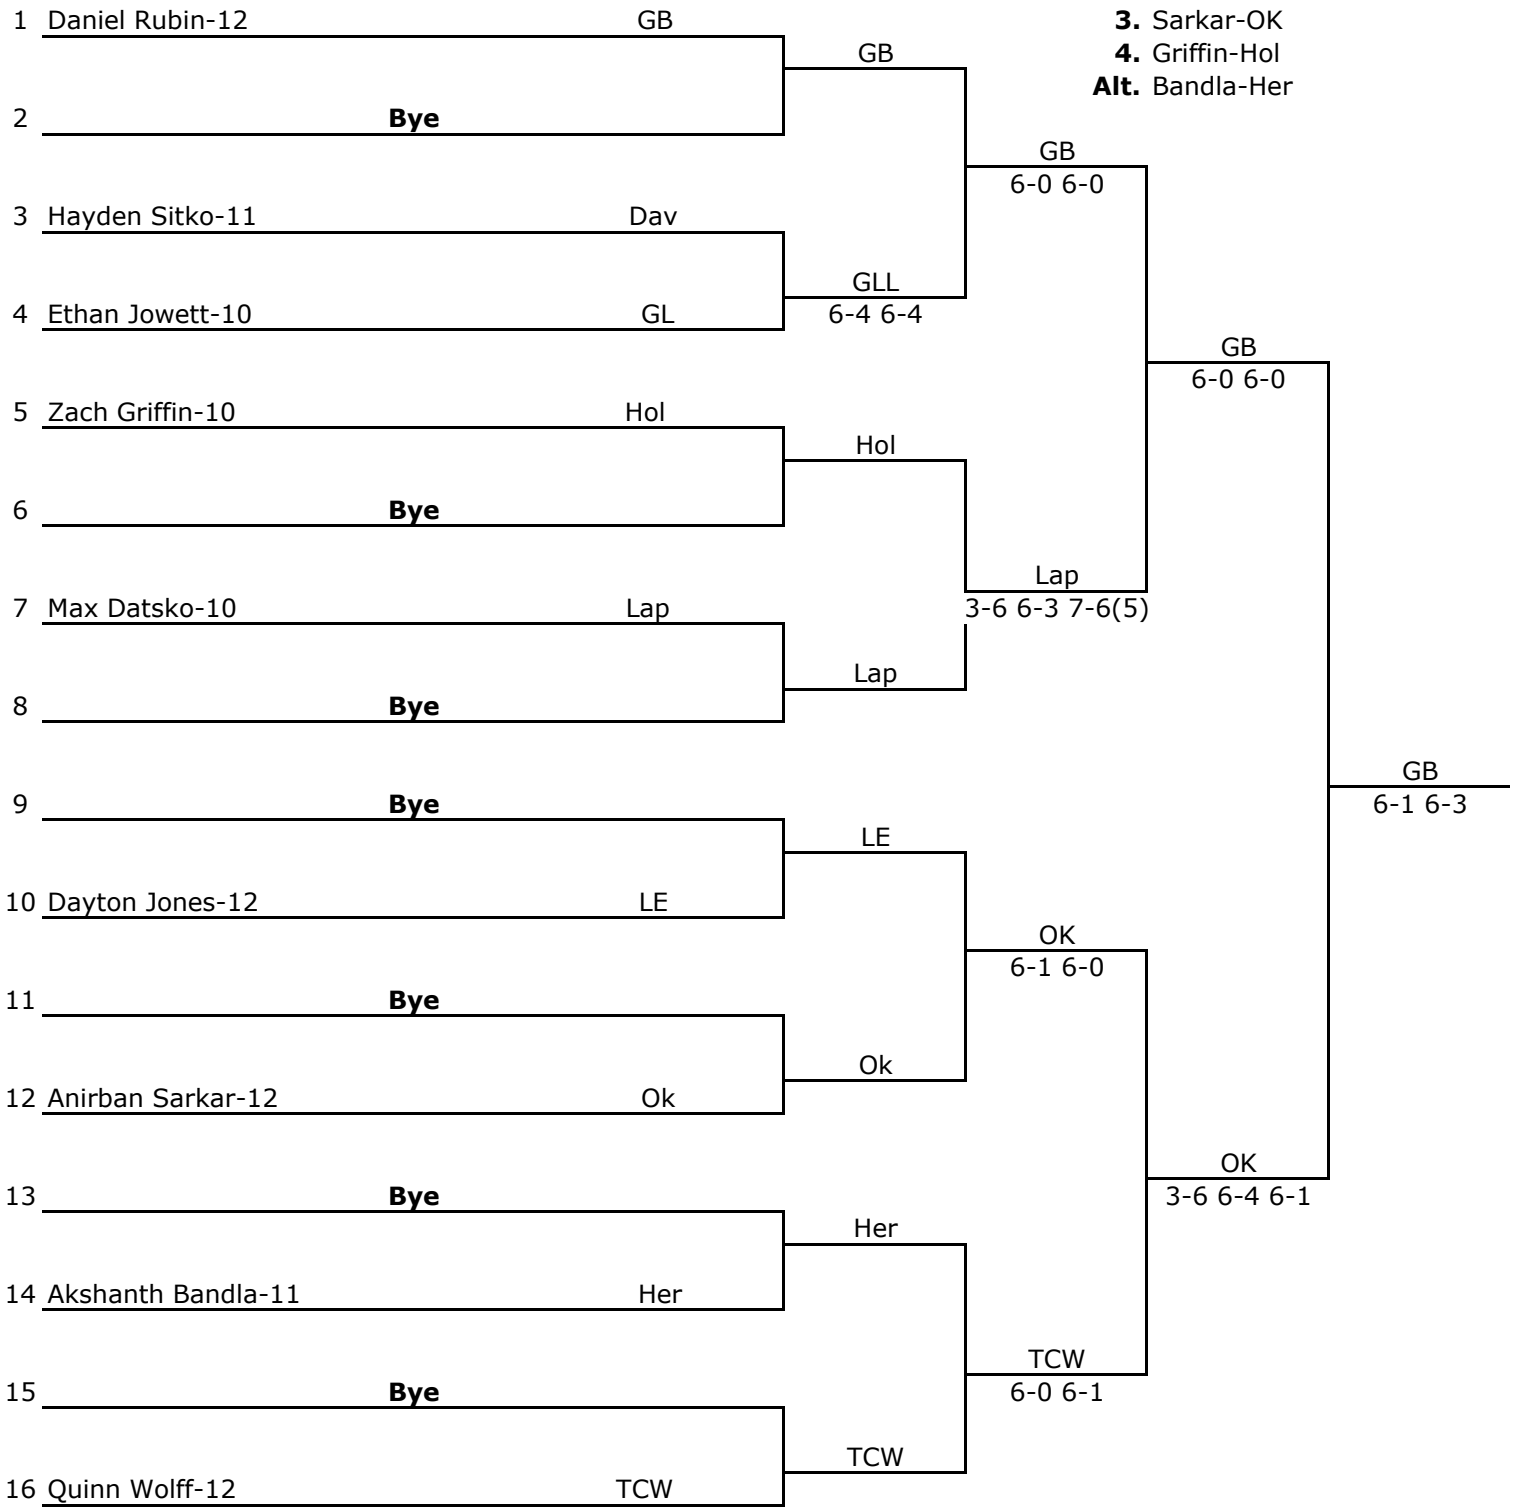 1 Daniel Rubin-12 GB
3. Sarkar-OK
GB
4. Griffin-Hol
Alt. Bandla-Her
2 Bye
GB
6-0 6-0
3 Hayden Sitko-11 Dav
GLL
4 Ethan Jowett-10 GL
6-4 6-4
GB
6-0 6-0
5 Zach Griffin-10 Hol
Hol
6 Bye
Lap
7 Max Datsko-10 Lap
3-6 6-3 7-6(5)
Lap
8 Bye
GB
9 Bye
6-1 6-3
LE
10 Dayton Jones-12 LE
OK
6-1 6-0
11 Bye
Ok
12 Anirban Sarkar-12 Ok
OK
13 Bye
3-6 6-4 6-1
Her
14 Akshanth Bandla-11 Her
TCW
15 Bye
6-0 6-1
TCW
16 Quinn Wolff-12 TCW